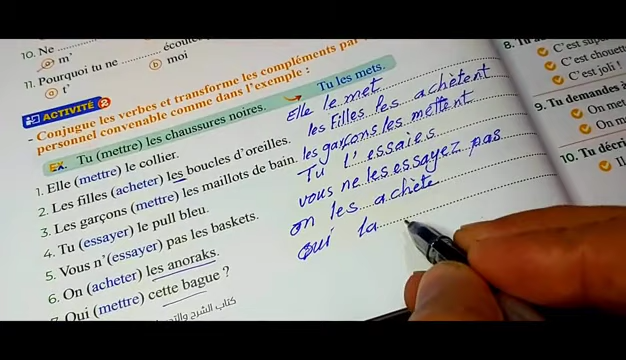 10. Ne
écoute
m'
11. Pourquoi tu ne
ⓐ t'
ⓑ moi
ACTIVITÉ 2
- Conjugue les verbes et transforme les compléments par
personnel convenable comme dans l'exemple :
EX. Tu (mettre) les chaussures noires. → Tu les mets.
1. Elle (mettre) le collier. Elle le met
2. Les filles (acheter) les boucles d'oreilles. les Filles les achètent
3. Les garçons (mettre) les maillots de bain. les garçons les mettent
4. Tu (essayer) le pull bleu. Tu l'essaies
5. Vous n'(essayer) pas les baskets. vous ne les essayez pas
6. On (acheter) les anoraks. on les achète
7. Qui (mettre) cette bague ? Qui la
كتاب الشرح
8. Tu
C'est super
C'est chouette
C'est joli !
9. Tu demandes à
On met
On m
10. Tu décri
Il